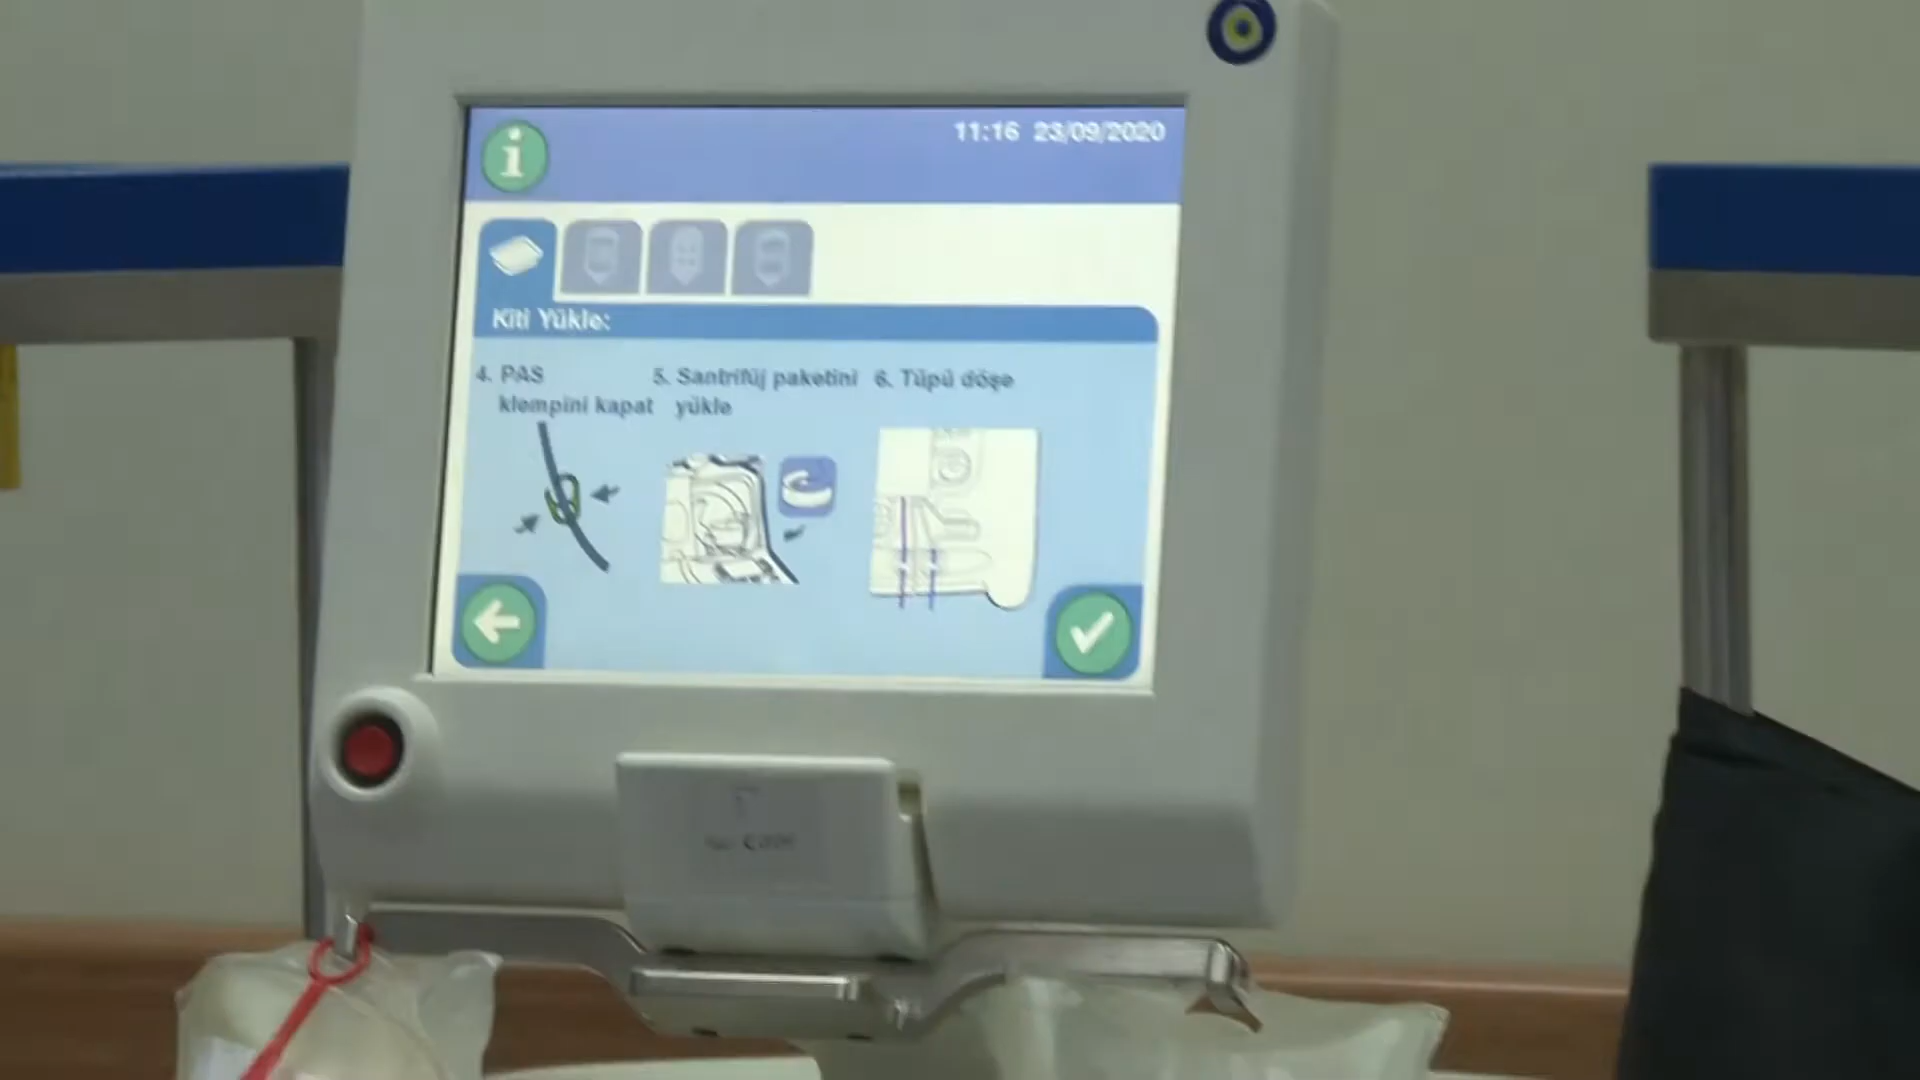 11:16 23/09/2020
Kiti Yükle:
4. PAS klempini kapat
5. Santrifüj paketini yükle
6. Tüpü döşe